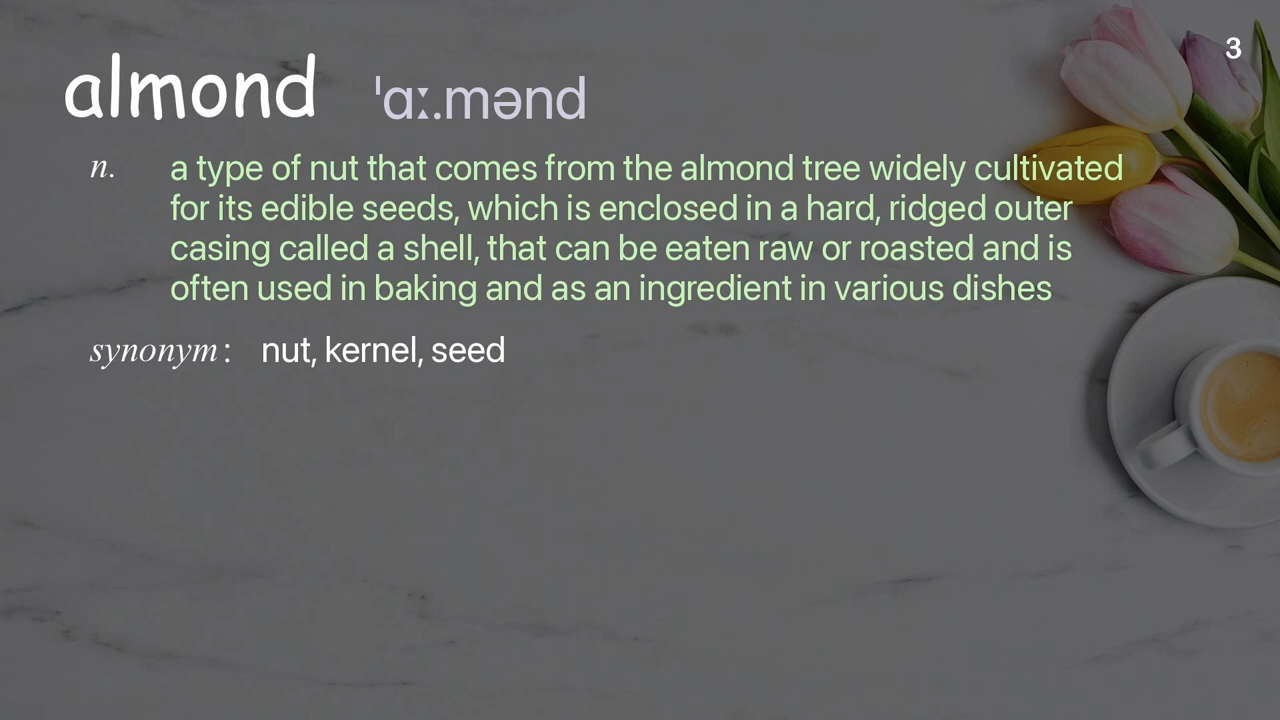 3
almond ˈɑː.mənd
n. a type of nut that comes from the almond tree widely cultivated
for its edible seeds, which is enclosed in a hard, ridged outer
casing called a shell, that can be eaten raw or roasted and is
often used in baking and as an ingredient in various dishes
synonym: nut, kernel, seed